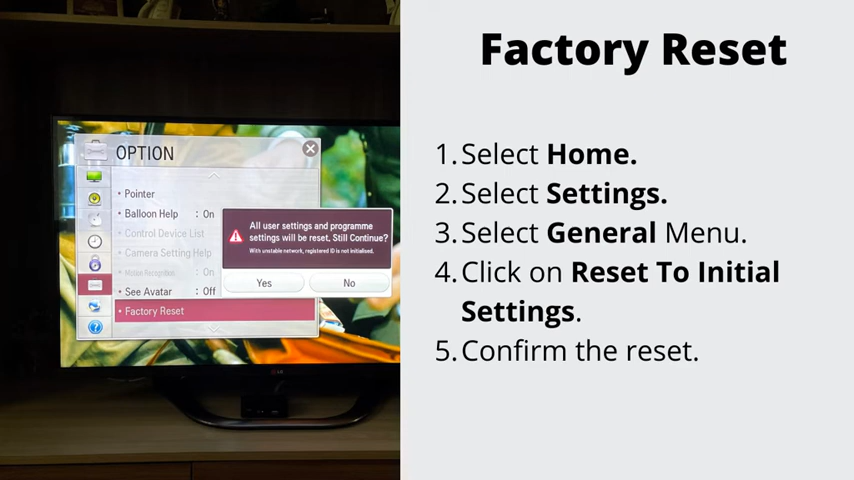 OPTION
• Pointer
• Balloon Help : On
• Control Device List
• Camera Setting Help
• Motion Recognition : On
• See Avatar : Off
• Factory Reset
All user settings and programme
settings will be reset. Still Continue?
With unstable network, registered ID is not initialised.
Yes No
LG
Factory Reset
1. Select Home.
2. Select Settings.
3. Select General Menu.
4. Click on Reset To Initial
Settings.
5. Confirm the reset.